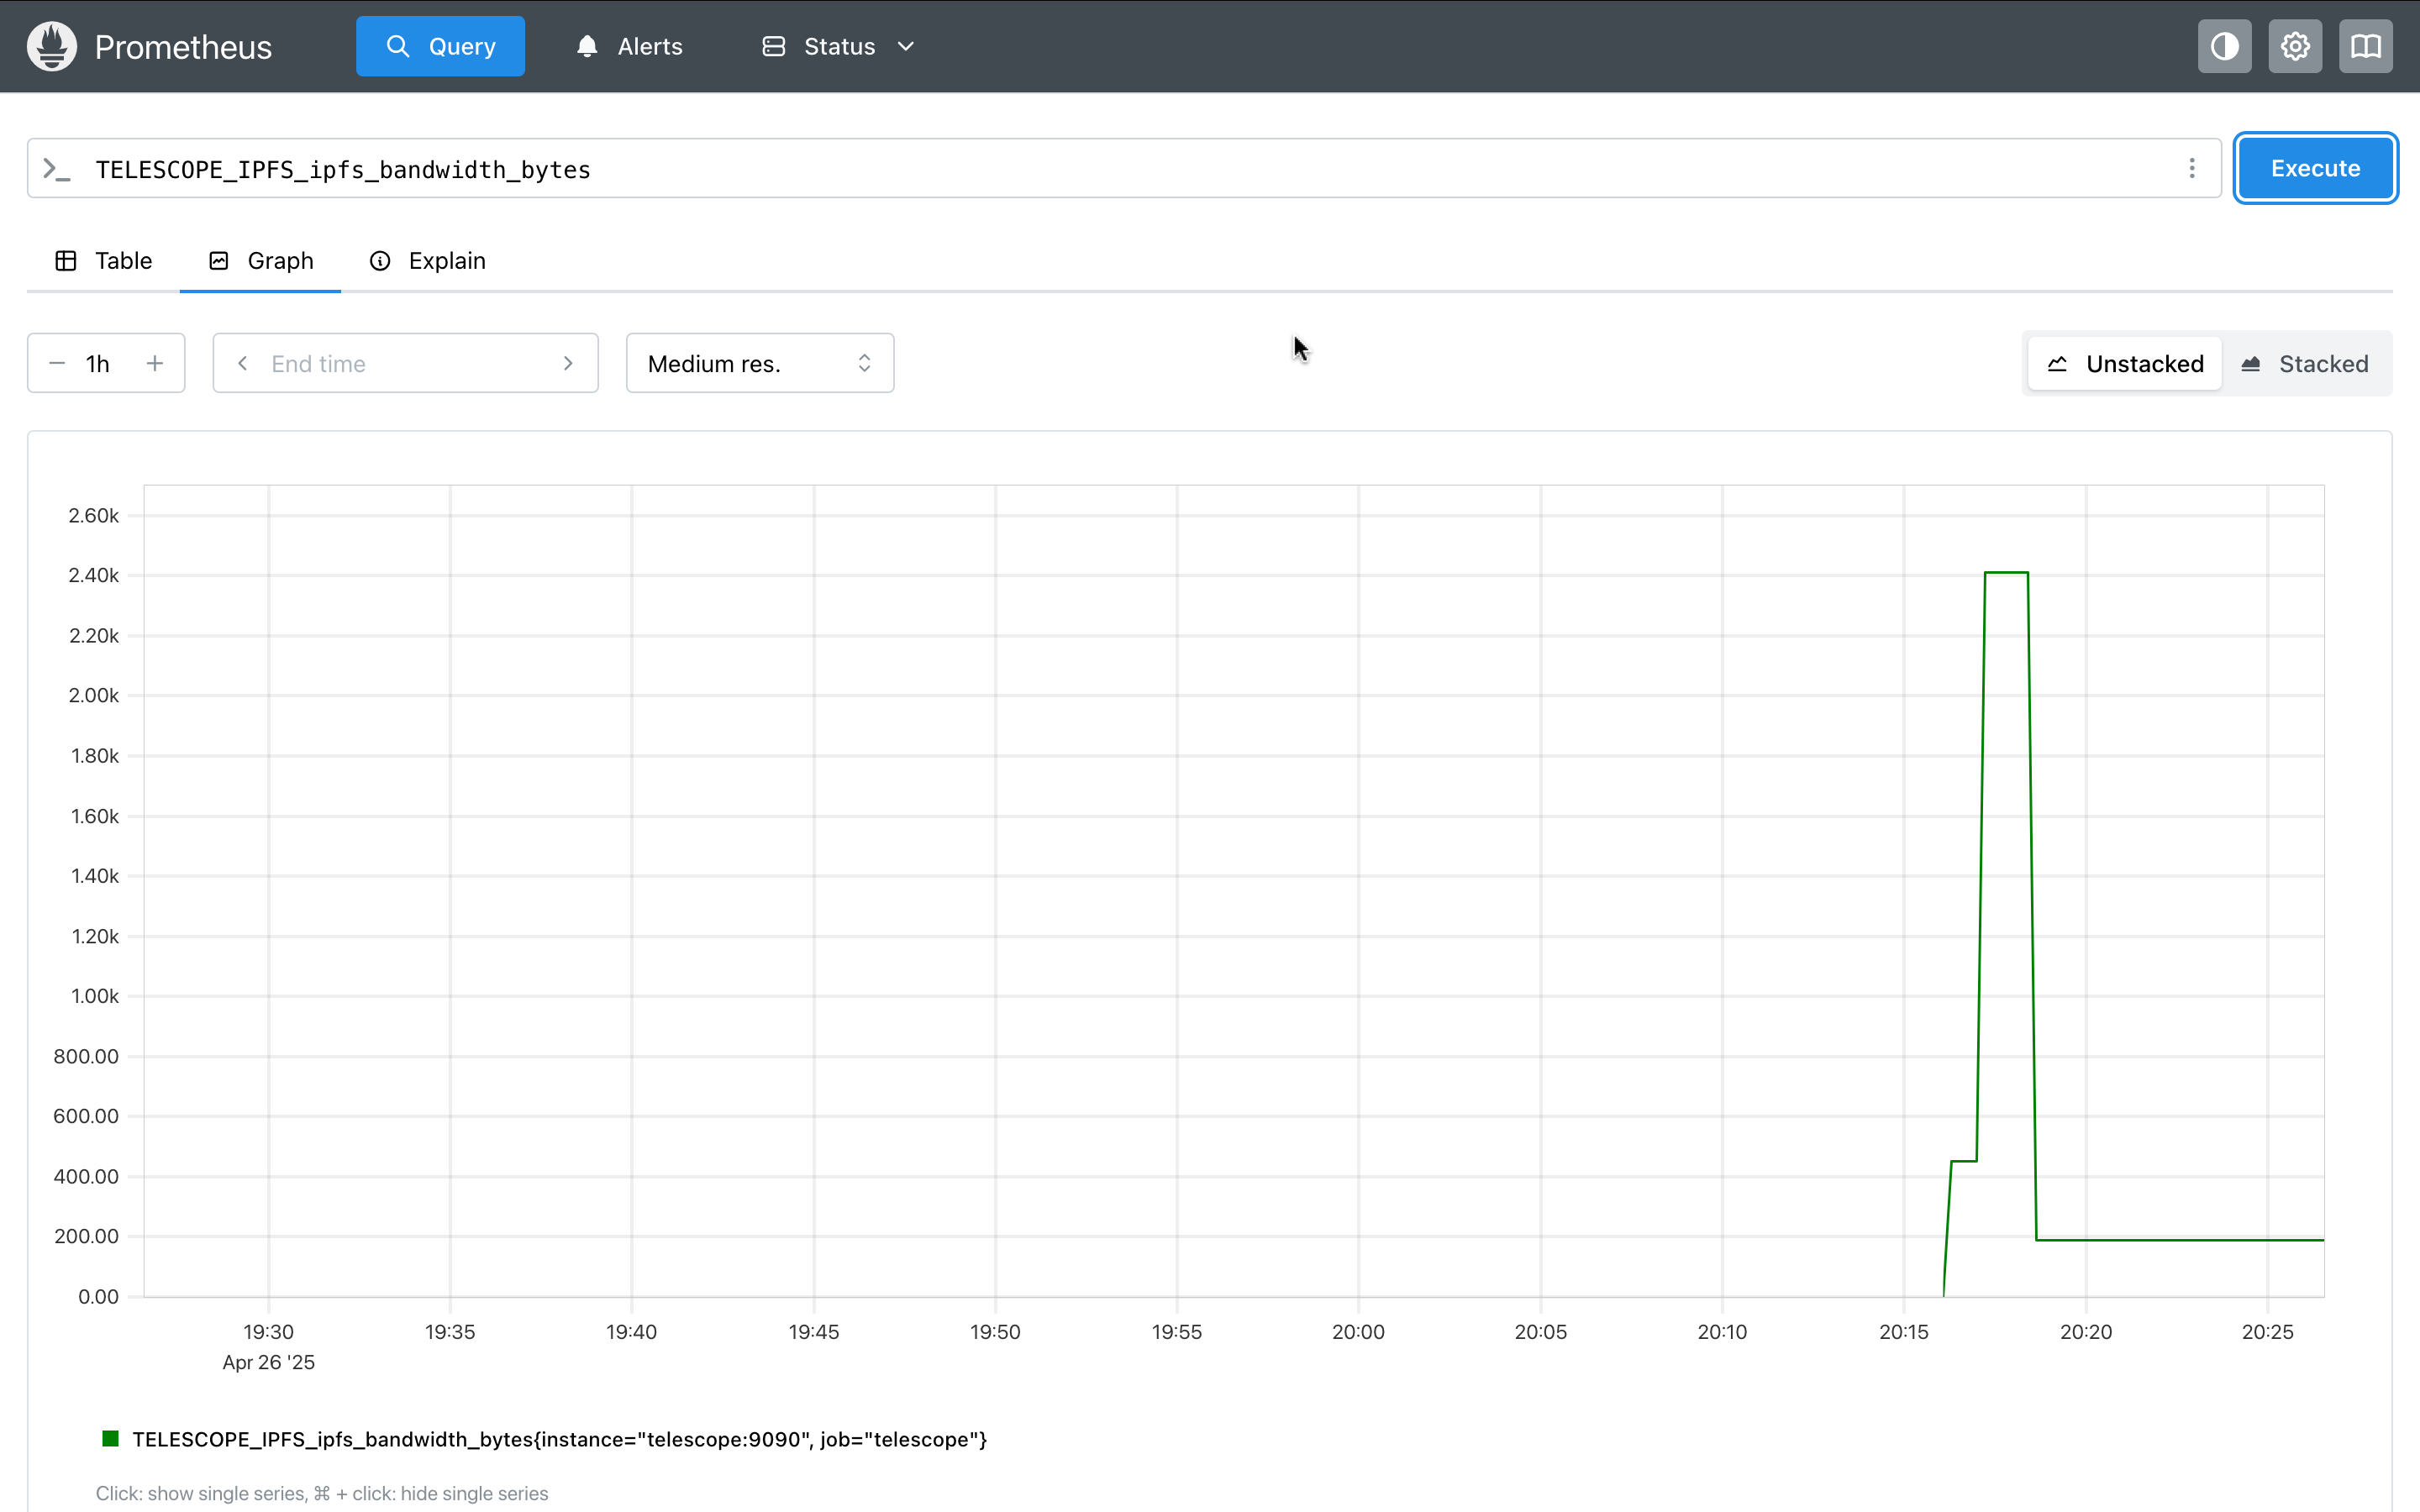 Prometheus Query Alerts Status
TELESCOPE_IPFS_ipfs_bandwidth_bytes Execute
Table Graph Explain
1h End time Medium res. Unstacked Stacked
2.60k
2.40k
2.20k
2.00k
1.80k
1.60k
1.40k
1.20k
1.00k
800.00
600.00
400.00
200.00
0.00
19:30 19:35 19:40 19:45 19:50 19:55 20:00 20:05 20:10 20:15 20:20 20:25
Apr 26 '25
TELESCOPE_IPFS_ipfs_bandwidth_bytes{instance="telescope:9090", job="telescope"}
Click: show single series, ⌘ + click: hide single series